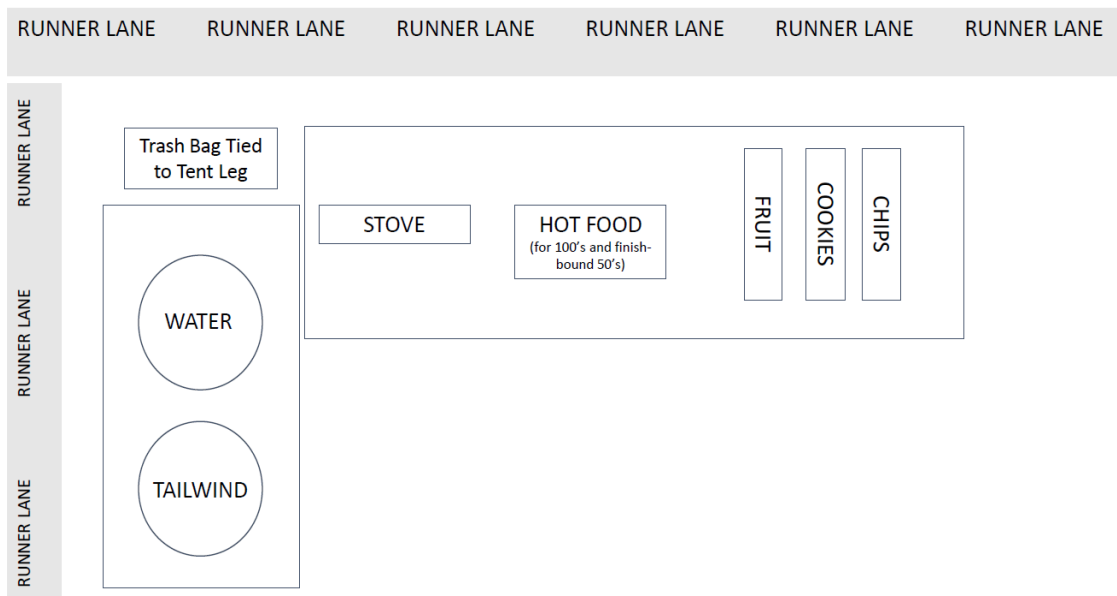 RUNNER LANE RUNNER LANE RUNNER LANE RUNNER LANE RUNNER LANE RUNNER LANE
RUNNER LANE
RUNNER LANE
RUNNER LANE
Trash Bag Tied
to Tent Leg
WATER
TAILWIND
STOVE
HOT FOOD
(for 100's and finish-
bound 50's)
FRUIT
COOKIES
CHIPS